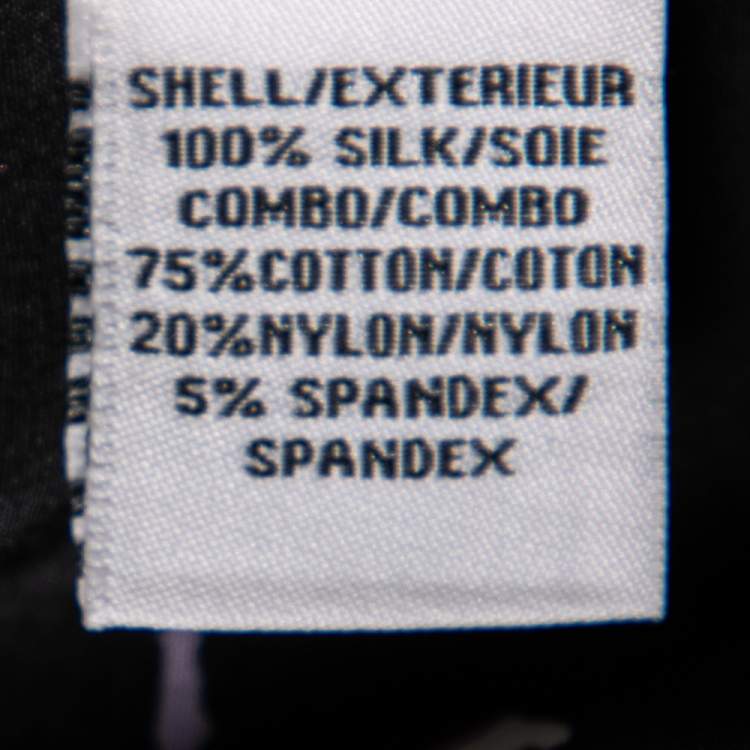 SHELL/EXTERIEUR
100% SILK/SOIE
COMBO/COMBO
75%COTTON/COTON
20%NYLON/NYLON
5% SPANDEX/
SPANDEX